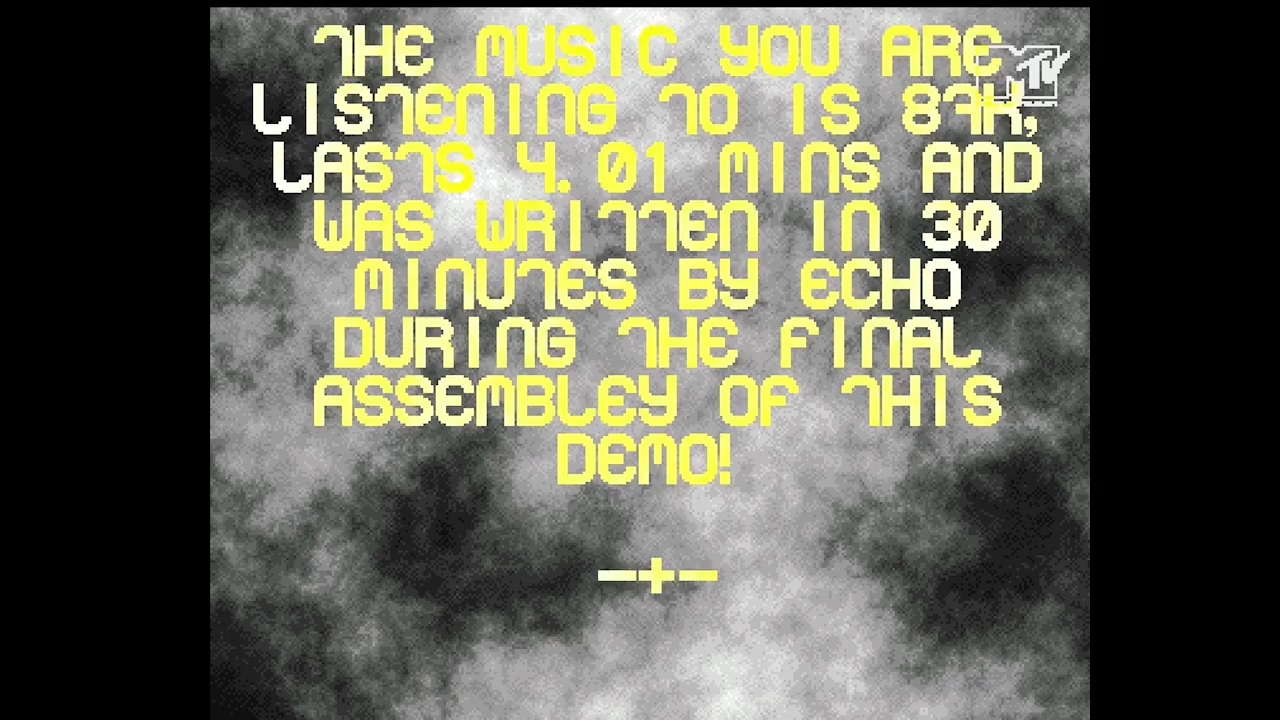 THE MUSIC YOU ARE
LISTENING TO IS 87K,
LASTS 4.01 MINS AND
WAS WRITTEN IN 30
MINUTES BY ECHO
DURING THE FINAL
ASSEMBLEY OF THIS
DEMO!
-+-
MTV